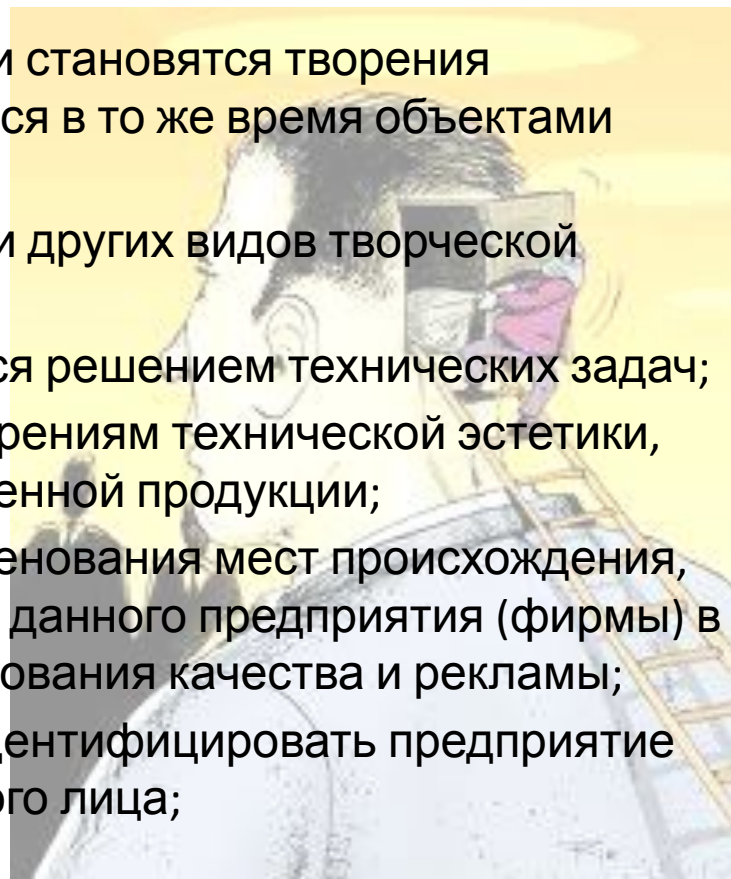 и становятся творения
ся в то же время объектами
и других видов творческой
ся решением технических задач;
рениям технической эстетики,
енной продукции;
енования мест происхождения,
данного предприятия (фирмы) в
ования качества и рекламы;
дентифицировать предприятие
ого лица;